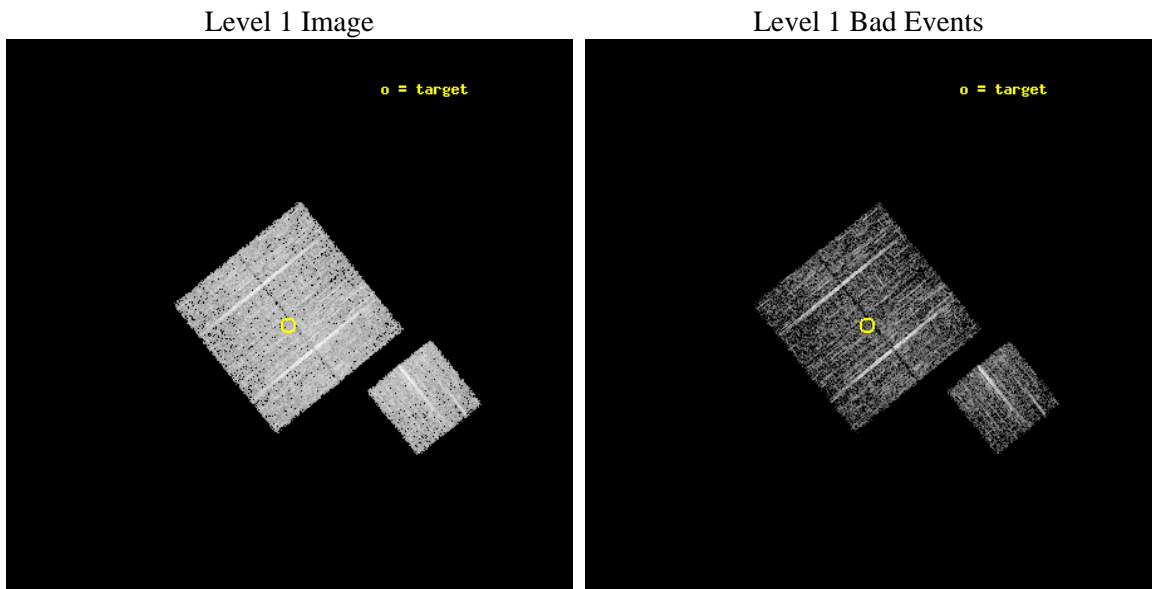 Level 1 Image
Level 1 Bad Events
o = target
o = target